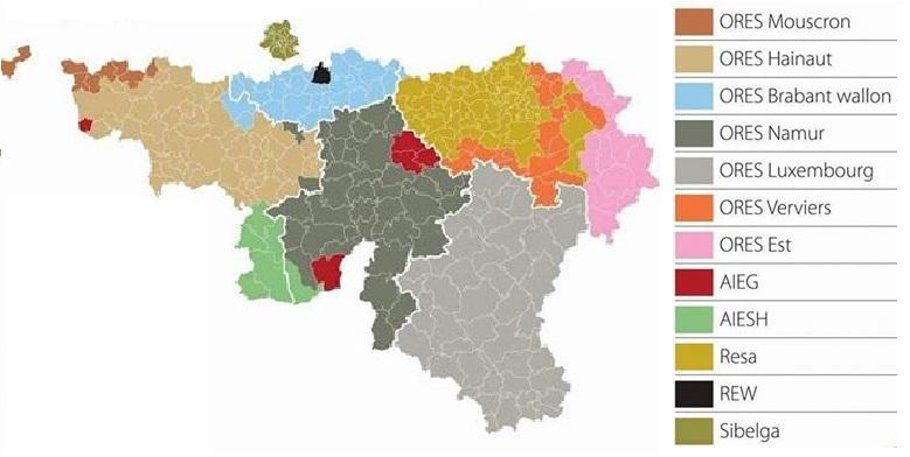 ORES Mouscron
ORES Hainaut
ORES Brabant wallon
ORES Namur
ORES Luxembourg
ORES Verviers
ORES Est
AIEG
AIESH
Resa
REW
Sibelga